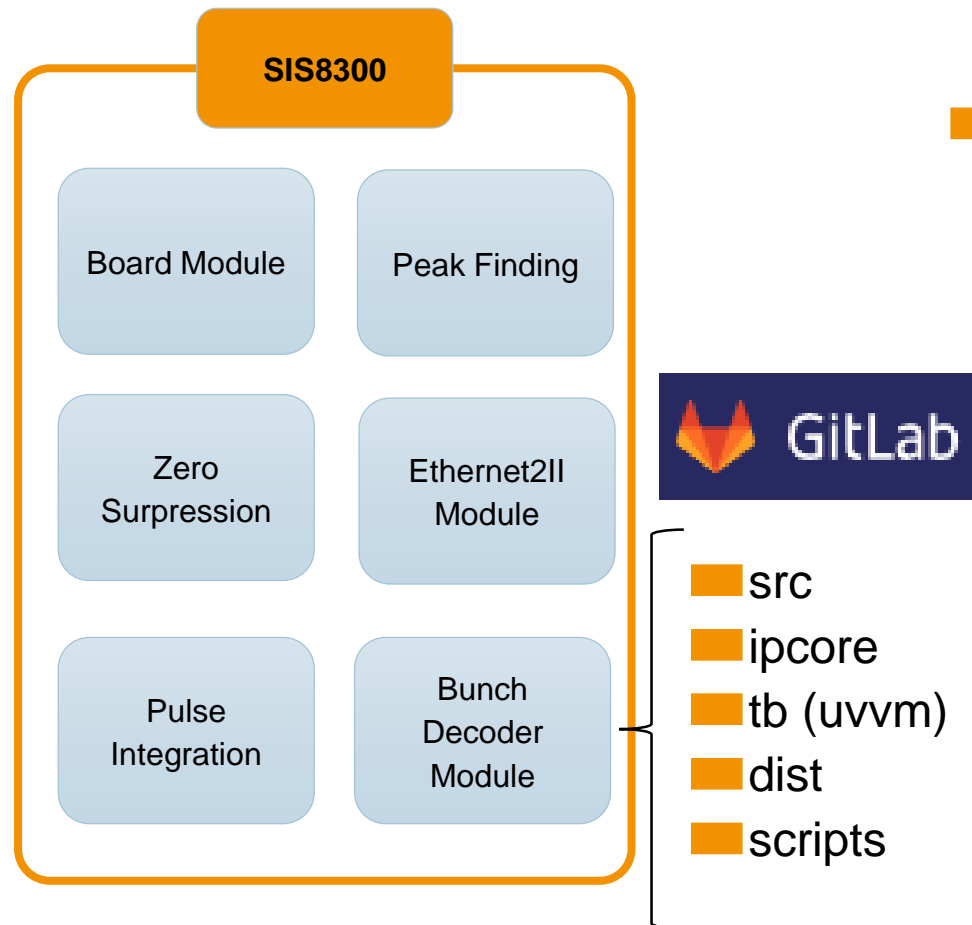 SIS8300
Board Module
Peak Finding
Zero
Surpression
Ethernet2II
Module
Pulse
Integration
Bunch
Decoder
Module
GitLab
src
ipcore
tb (uvvm)
dist
scripts